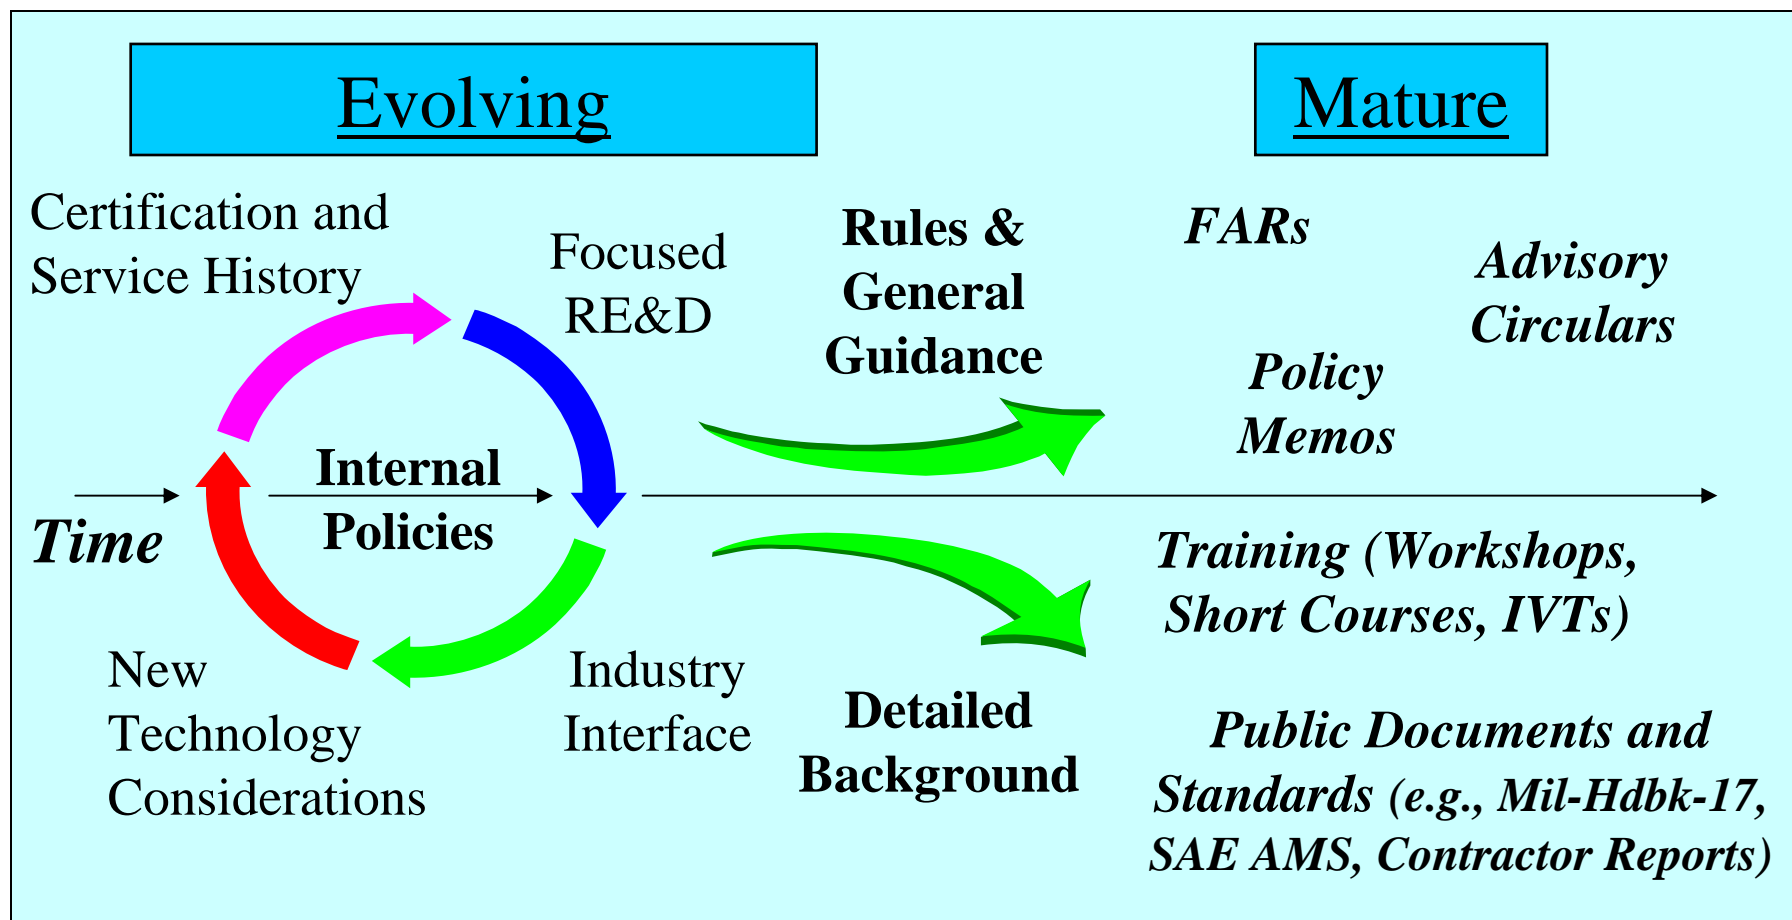 Evolving
Mature
Certification and
Service History
Focused
RE&D
Rules &
General
Guidance
FARs
Advisory
Circulars
Policy
Memos
Internal
Policies
Time
Training (Workshops,
Short Courses, IVTs)
New
Technology
Considerations
Industry
Interface
Detailed
Background
Public Documents and
Standards (e.g., Mil-Hdbk-17,
SAE AMS, Contractor Reports)